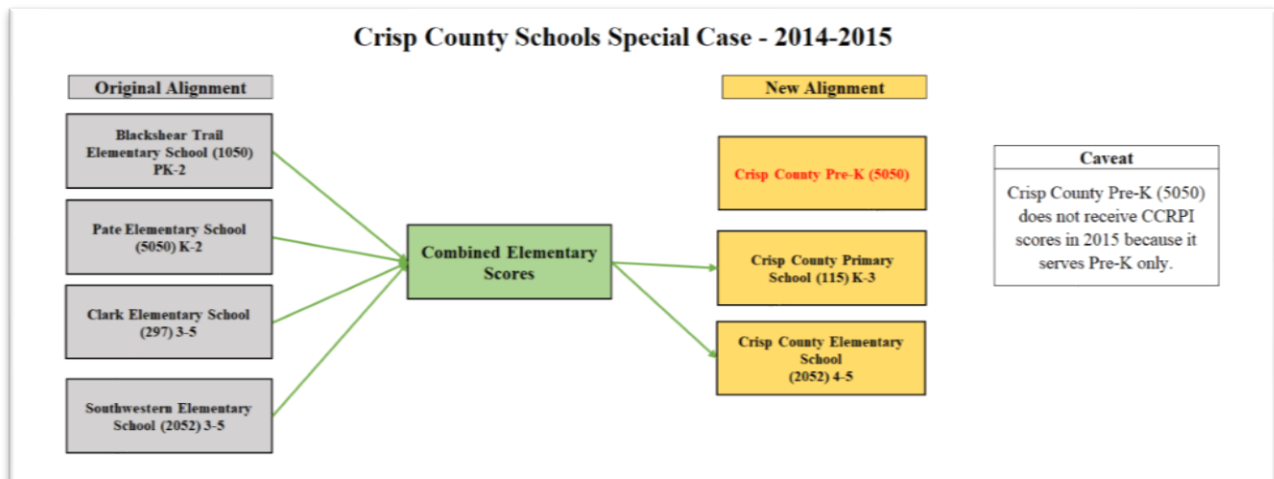 Crisp County Schools Special Case - 2014-2015
Original Alignment
Blackshear Trail
Elementary School (1050)
PK-2
Pate Elementary School
(5050) K-2
Clark Elementary School
(297) 3-5
Southwestern Elementary
School (2052) 3-5
Combined Elementary
Scores
New Alignment
Crisp County Pre-K (5050)
Crisp County Primary
School (115) K-3
Crisp County Elementary
School
(2052) 4-5
Caveat
Crisp County Pre-K (5050)
does not receive CCRPI
scores in 2015 because it
serves Pre-K only.